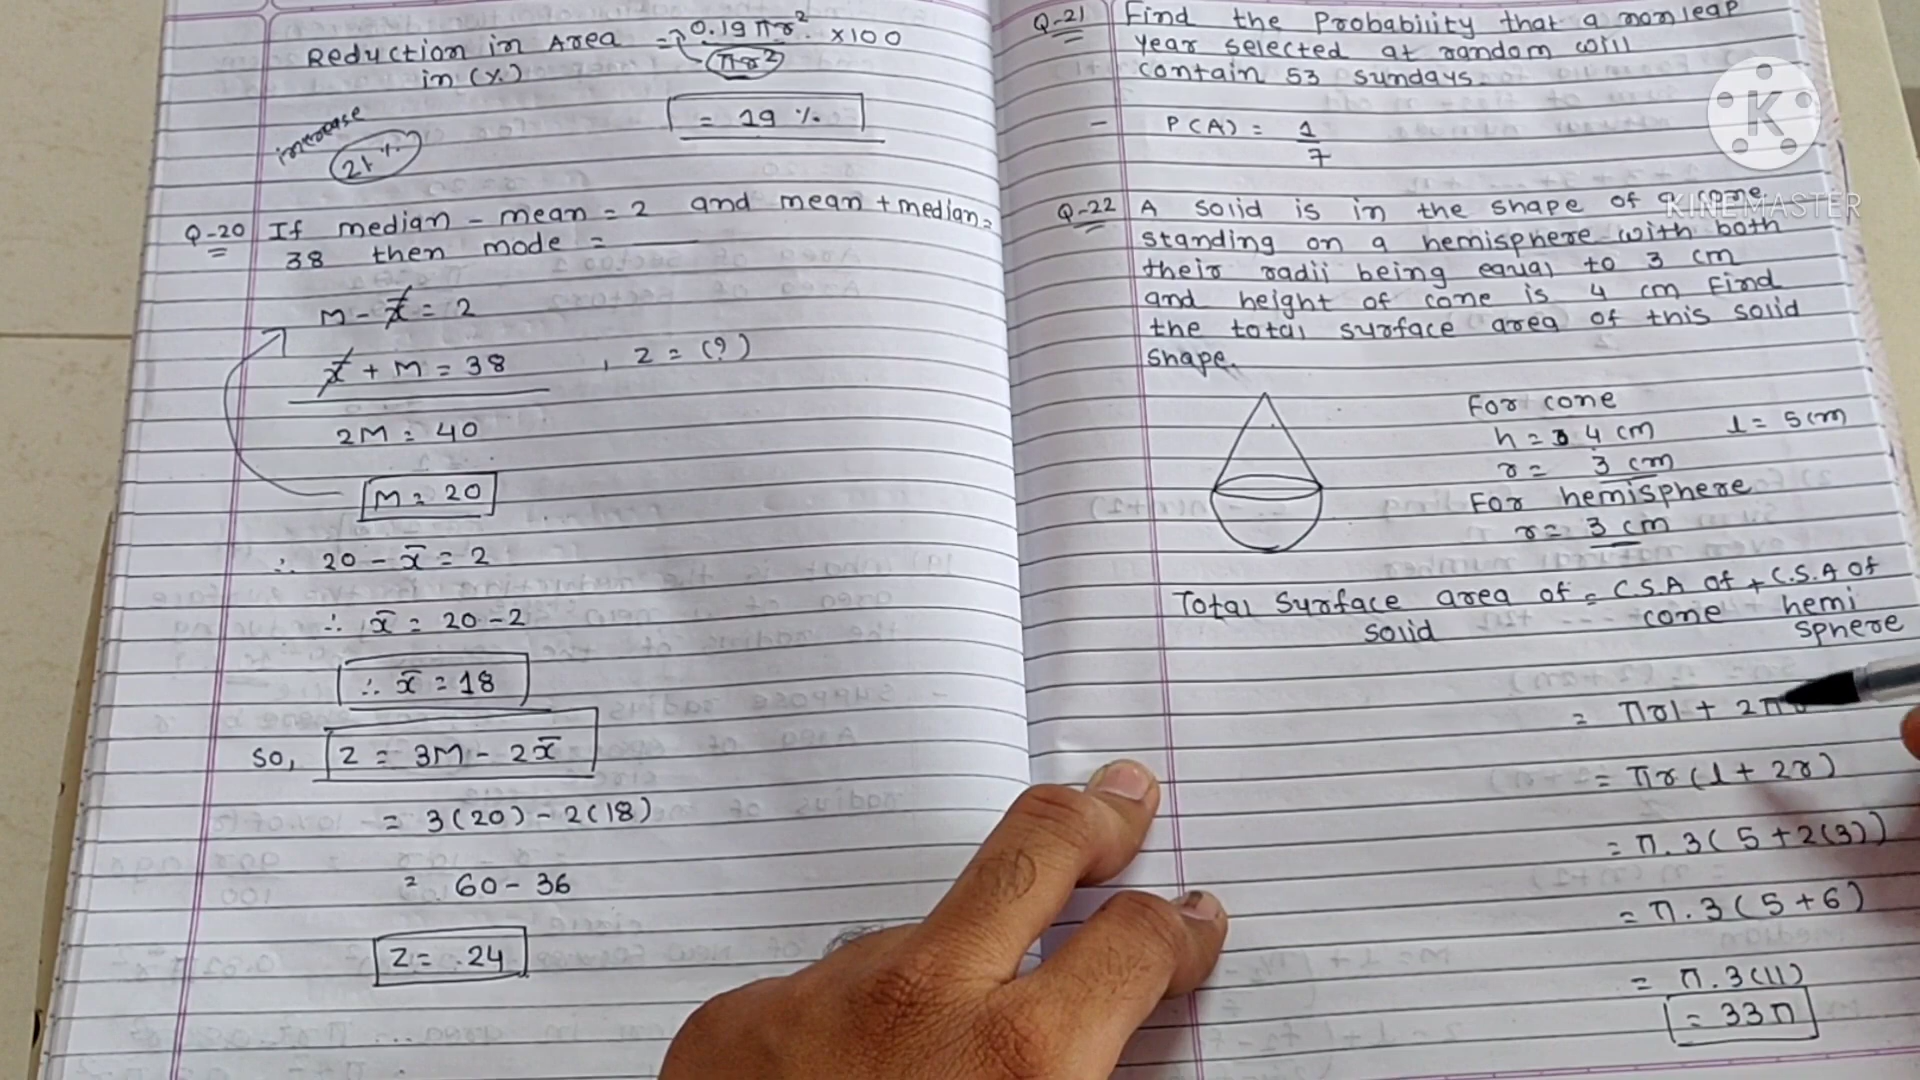 Reduction in Area = 0.19πr² ×100
in (%) πr²
= 19 %
increase
21 %
Q-20 If median - mean = 2 and mean + median =
38 then mode = ____
M - x̄ = 2
x̄ + M = 38 , Z = (?)
2M = 40
M = 20
∴ 20 - x̄ = 2
∴ x̄ = 20 - 2
∴ x̄ = 18
so, Z = 3M - 2x̄
= 3(20) - 2(18)
= 60 - 36
Z = 24
Q-21 Find the Probability that a nonleap
year selected at random will
contain 53 sundays.
- P(A) = 1
7
Q-22 A solid is in the shape of a cone
standing on a hemisphere with both
their radii being equal to 3 cm
and height of cone is 4 cm Find
the total surface area of this solid
shape.
For cone
h = 4 cm l = 5 cm
r = 3 cm
For hemisphere
r = 3 cm
Total Surface area of = C.S.A of + C.S.A of
solid cone hemi
sphere
= πrl + 2π
= πr(l + 2r)
= π.3(5 + 2(3))
= π.3(5+6)
= π.3(11)
= 33π
K
KINEMASTER